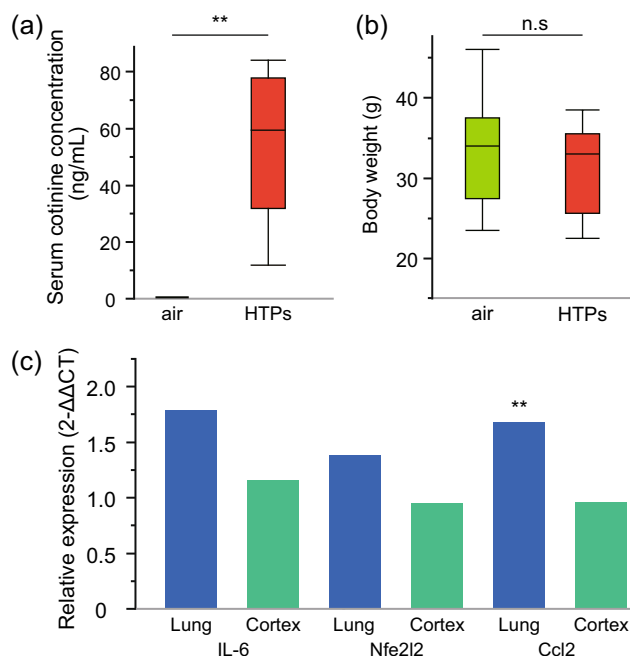 (a)
**
Serum cotinine concentration
(ng/mL)
80
60
40
20
0
air HTPs
(b)
n.s
Body weight (g)
40
30
20
air HTPs
(c)
Relative expression (2-ΔΔCT)
2.0
1.5
1.0
0.5
0
**
Lung Cortex Lung Cortex Lung Cortex
IL-6 Nfe2l2 Ccl2